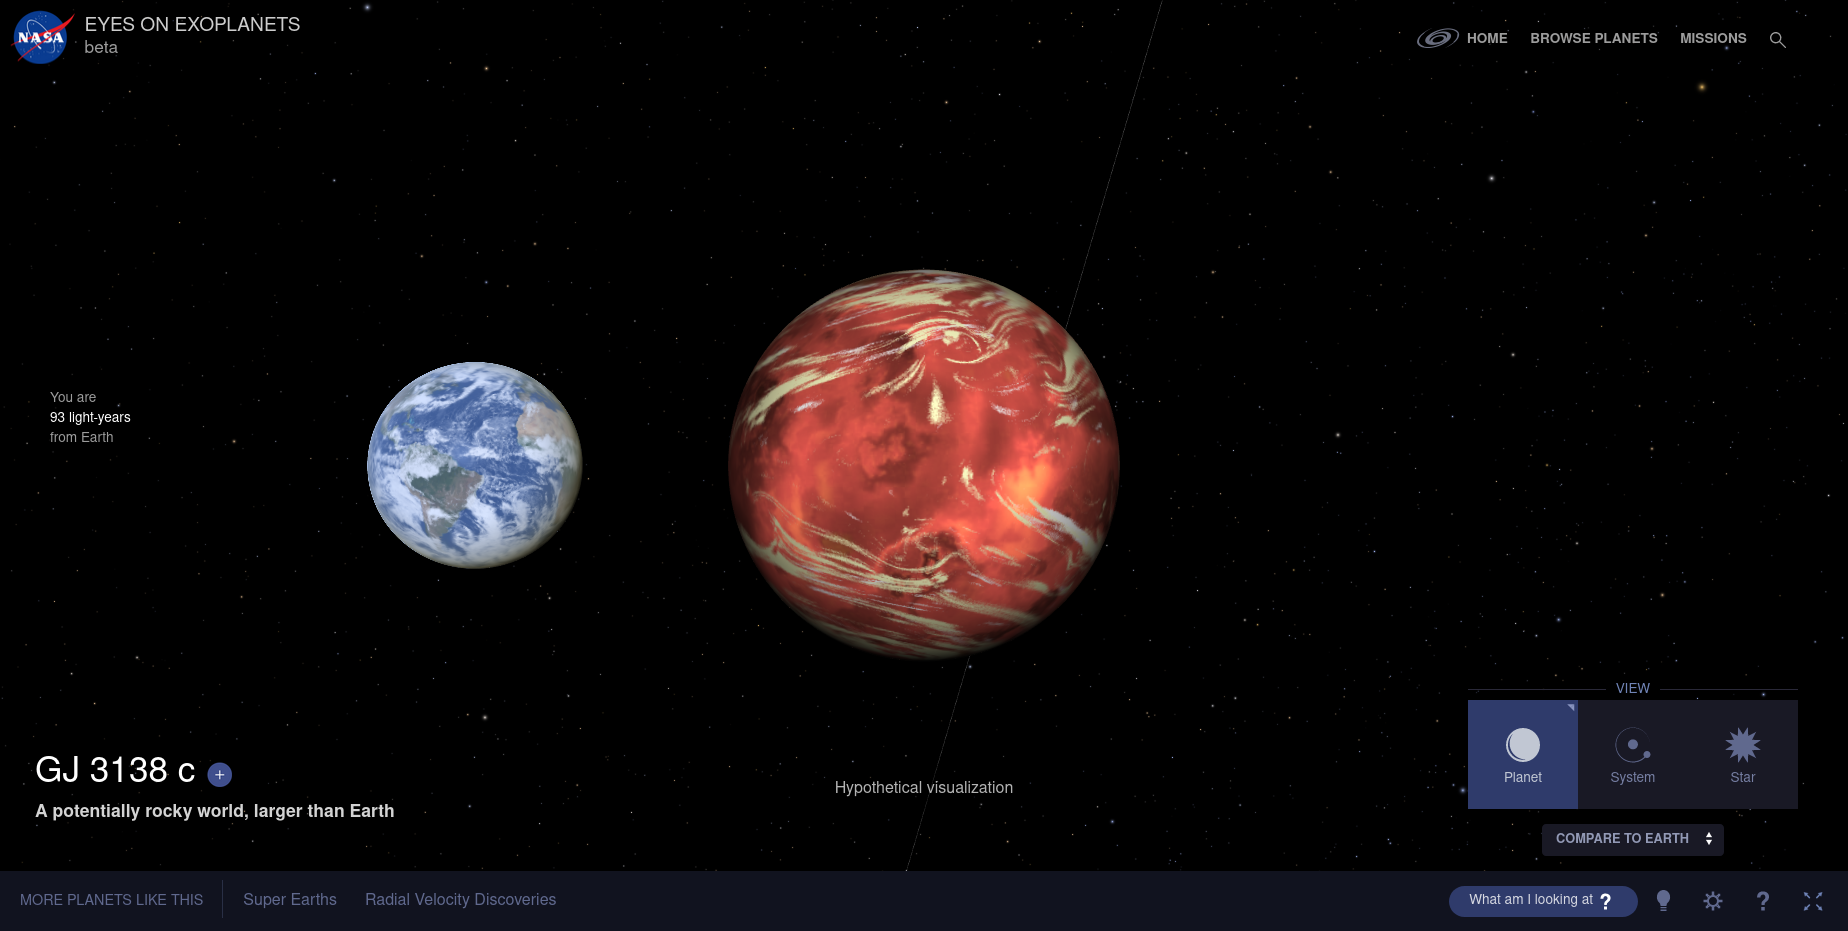 NASA
EYES ON EXOPLANETS
beta
HOME
BROWSE PLANETS
MISSIONS
You are
93 light-years
from Earth
GJ 3138 c +
A potentially rocky world, larger than Earth
Hypothetical visualization
VIEW
Planet
System
Star
COMPARE TO EARTH
MORE PLANETS LIKE THIS
Super Earths
Radial Velocity Discoveries
What am I looking at ?
?